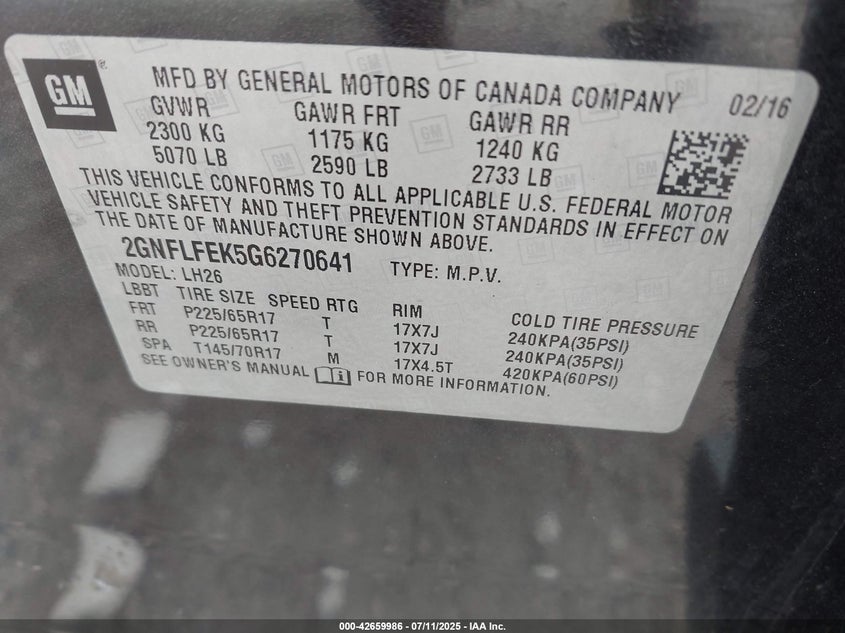 GM
MFD BY GENERAL MOTORS OF CANADA COMPANY 02/16
GVWR GAWR FRT GAWR RR
2300 KG 1175 KG 1240 KG
5070 LB 2590 LB 2733 LB
THIS VEHICLE CONFORMS TO ALL APPLICABLE U.S. FEDERAL MOTOR
VEHICLE SAFETY AND THEFT PREVENTION STANDARDS IN EFFECT ON
THE DATE OF MANUFACTURE SHOWN ABOVE.
2GNFLFEK5G6270641 TYPE: M.P.V.
MODEL: LH26
LBBT TIRE SIZE SPEED RTG RIM COLD TIRE PRESSURE
FRT P225/65R17 T 17X7J 240KPA(35PSI)
RR P225/65R17 T 17X7J 240KPA(35PSI)
SPA T145/70R17 M 17X4.5T 420KPA(60PSI)
SEE OWNER'S MANUAL FOR MORE INFORMATION.
000-42659986 - 07/11/2025 - IAA Inc.